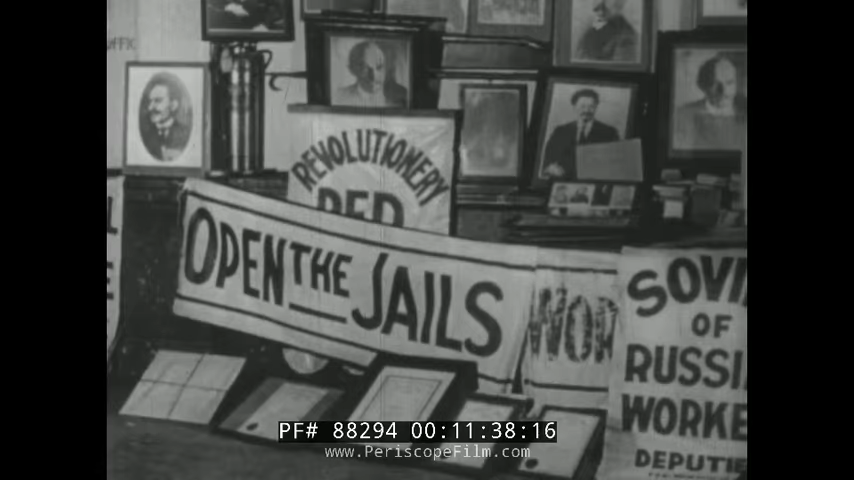 REVOLUTIONERY
RED
OPEN THE JAILS
WOR
SOVI
OF
RUSSI
WORKE
DEPUTIE
PF# 88294 00:11:38:16
www.PeriscopeFilm.com